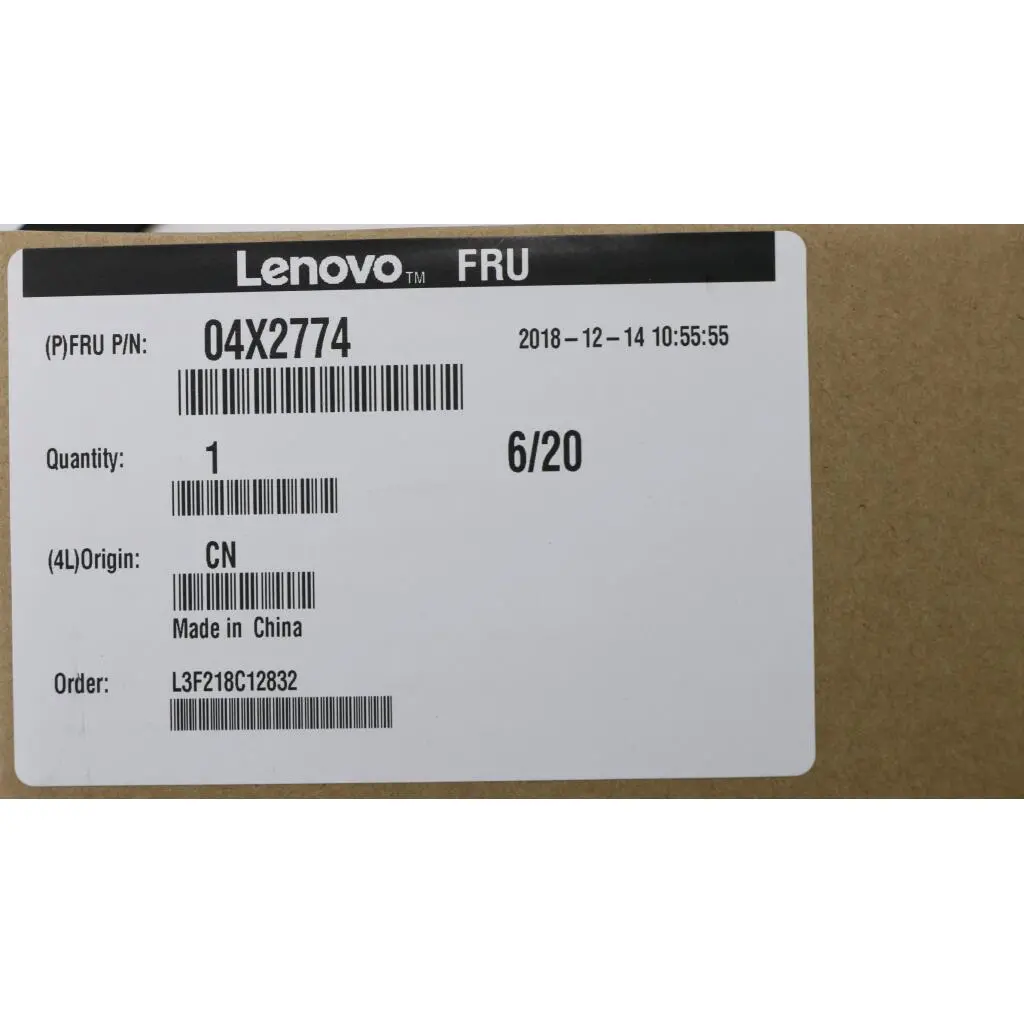 Lenovo™ FRU
(P)FRU P/N: 04X2774 2018-12-14 10:55:55
Quantity: 1 6/20
(4L)Origin: CN
Made in China
Order: L3F218C12832